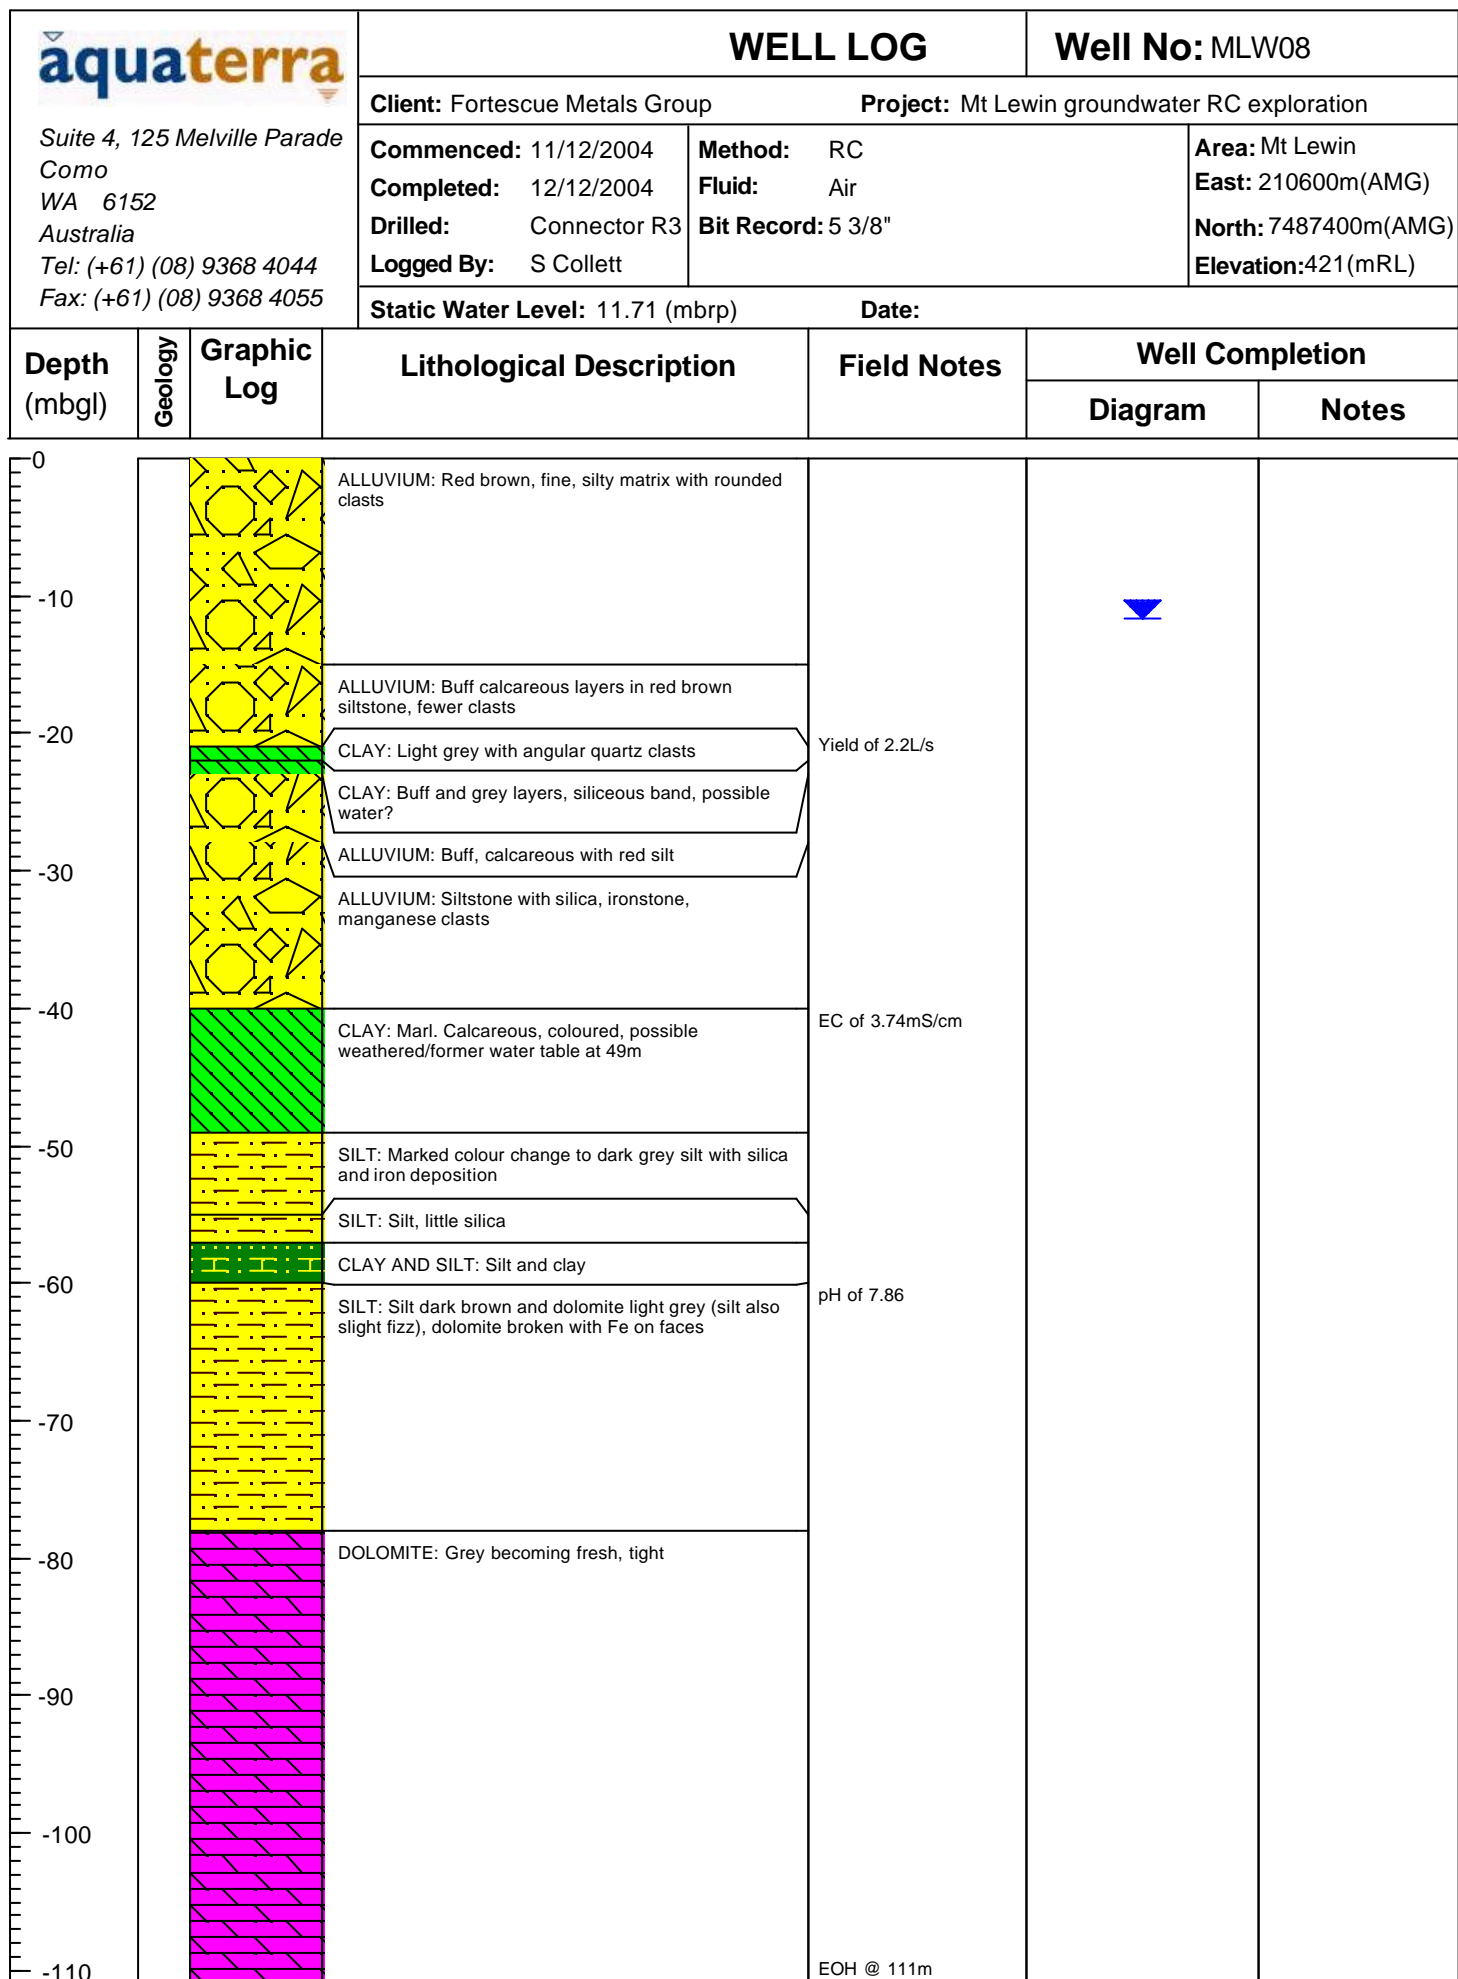 aquaterra
Suite 4, 125 Melville Parade
Como
WA 6152
Australia
Tel: (+61) (08) 9368 4044
Fax: (+61) (08) 9368 4055
WELL LOG
Well No: MLW08
Client: Fortescue Metals Group
Project: Mt Lewin groundwater RC exploration
Commenced: 11/12/2004
Completed: 12/12/2004
Drilled: Connector R3
Logged By: S Collett
Method: RC
Fluid: Air
Bit Record: 5 3/8"
Area: Mt Lewin
East: 210600m(AMG)
North: 7487400m(AMG)
Elevation: 421(mRL)
Static Water Level: 11.71 (mbrp)
Date:
Depth
(mbgl)
Geology
Graphic
Log
Lithological Description
Field Notes
Well Completion
Diagram
Notes
0
ALLUVIUM: Red brown, fine, silty matrix with rounded
clasts
-10
ALLUVIUM: Buff calcareous layers in red brown
siltstone, fewer clasts
-20
CLAY: Light grey with angular quartz clasts
Yield of 2.2L/s
CLAY: Buff and grey layers, siliceous band, possible
water?
ALLUVIUM: Buff, calcareous with red silt
-30
ALLUVIUM: Siltstone with silica, ironstone,
manganese clasts
-40
EC of 3.74mS/cm
CLAY: Marl. Calcareous, coloured, possible
weathered/former water table at 49m
-50
SILT: Marked colour change to dark grey silt with silica
and iron deposition
SILT: Silt, little silica
CLAY AND SILT: Silt and clay
-60
pH of 7.86
SILT: Silt dark brown and dolomite light grey (silt also
slight fizz), dolomite broken with Fe on faces
-70
-80
DOLOMITE: Grey becoming fresh, tight
-90
-100
-110
EOH @ 111m